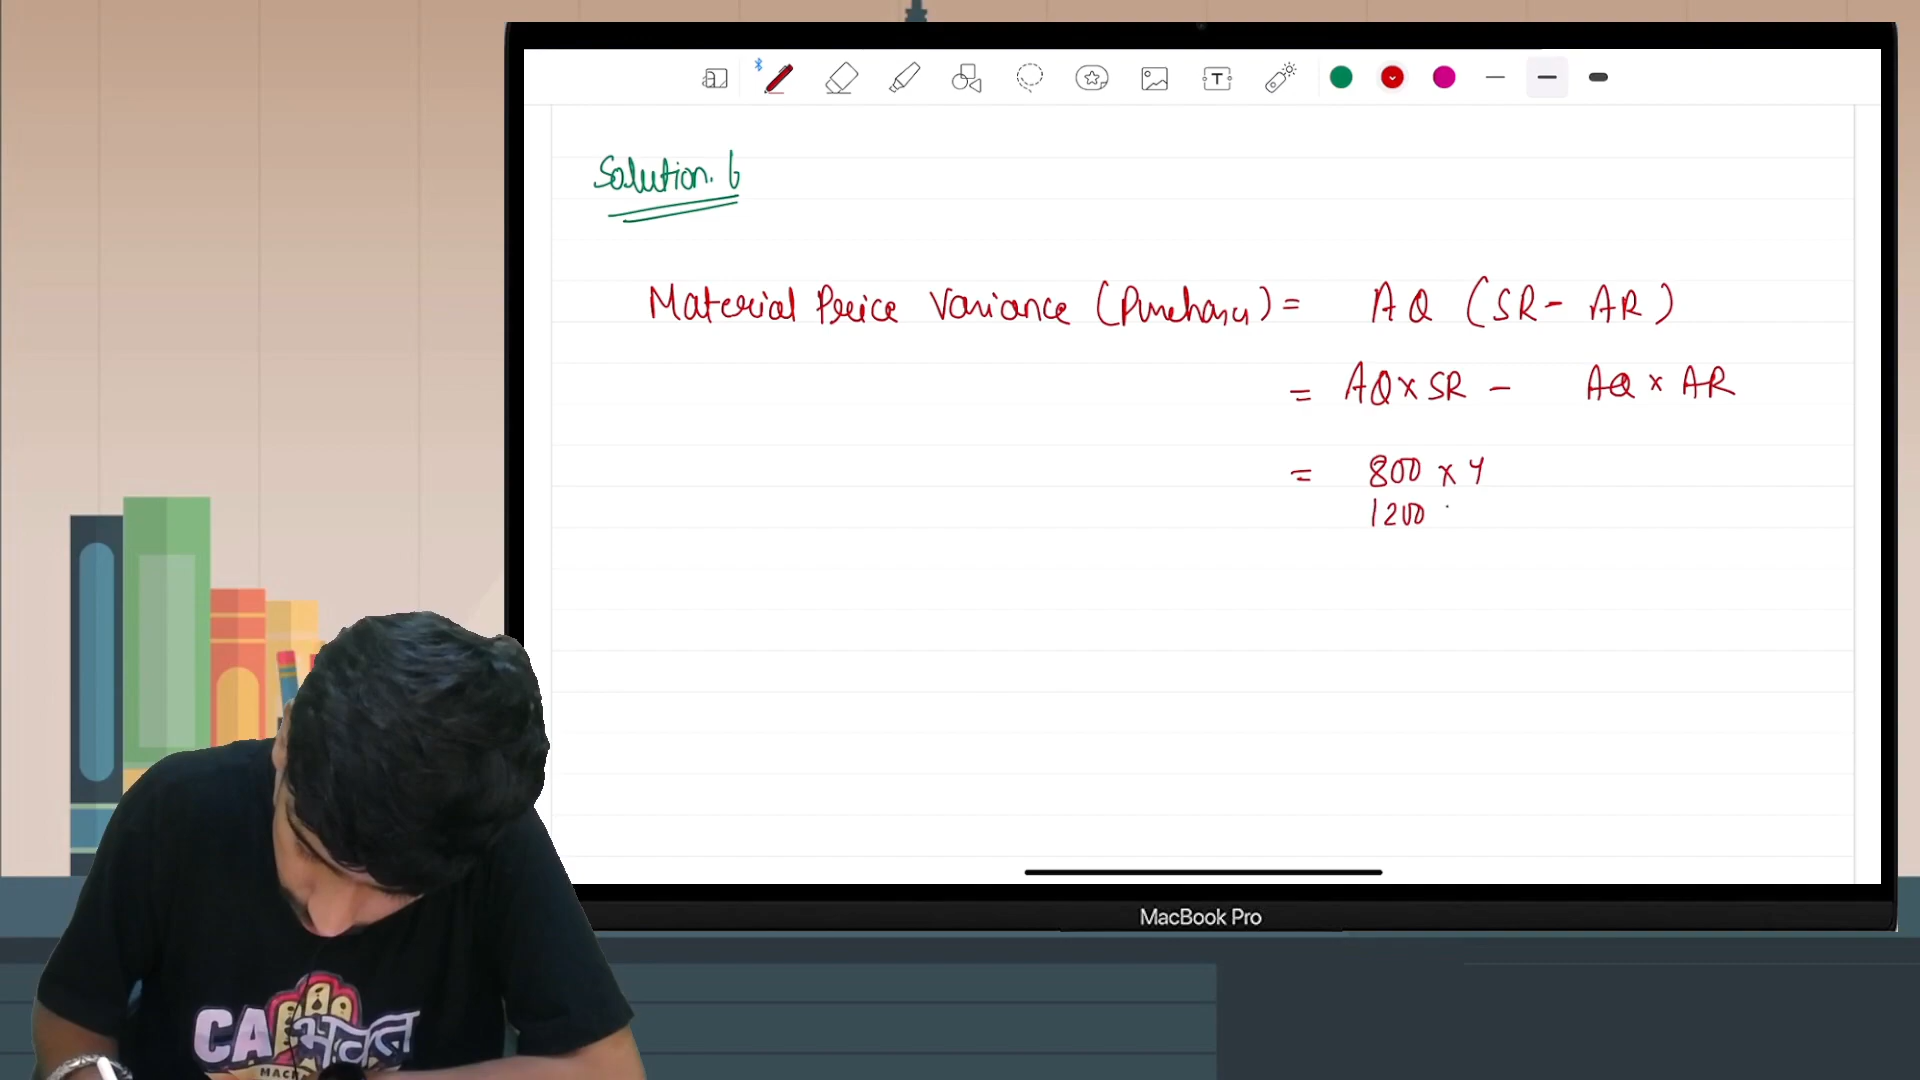 Solution. 6
Material Price Variance (Purchase) = AQ (SR - AR)
= AQ x SR - AQ x AR
= 800 x 4
1200
MacBook Pro
CA भक्त